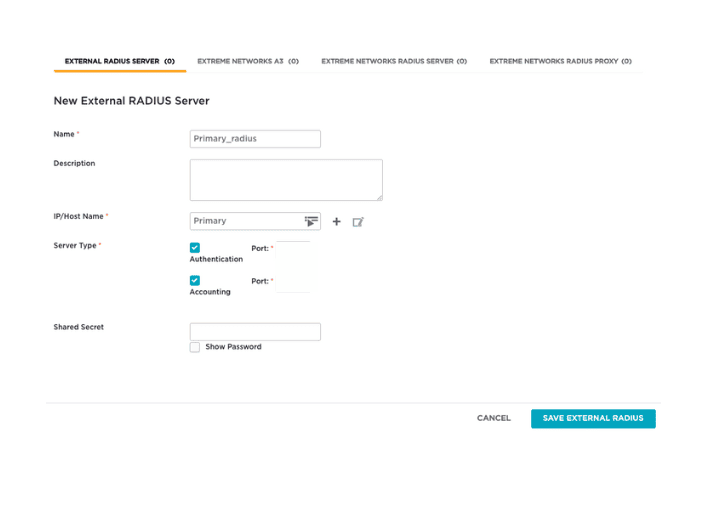 EXTERNAL RADIUS SERVER (0) EXTREME NETWORKS A3 (0) EXTREME NETWORKS RADIUS SERVER (0) EXTREME NETWORKS RADIUS PROXY (0)
New External RADIUS Server
Name *
Primary_radius
Description
IP/Host Name *
Primary
Server Type *
Authentication
Port: *
Accounting
Port: *
Shared Secret
Show Password
CANCEL
SAVE EXTERNAL RADIUS